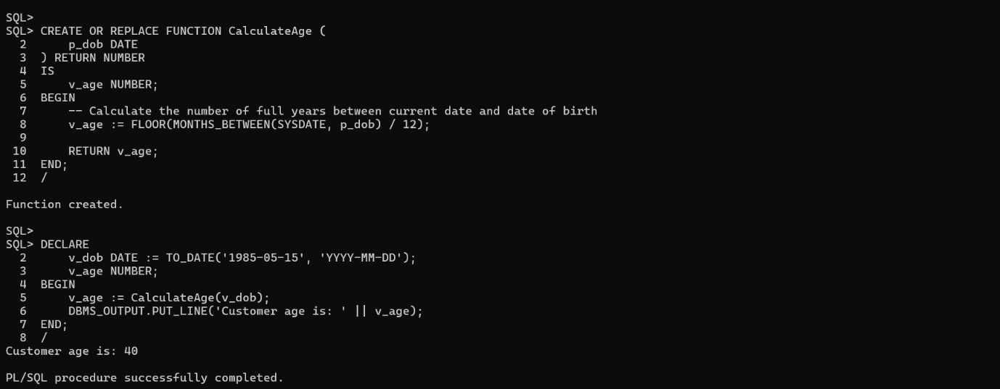 SQL>
SQL> CREATE OR REPLACE FUNCTION CalculateAge (
  2      p_dob DATE
  3  ) RETURN NUMBER
  4  IS
  5      v_age NUMBER;
  6  BEGIN
  7      -- Calculate the number of full years between current date and date of birth
  8      v_age := FLOOR(MONTHS_BETWEEN(SYSDATE, p_dob) / 12);
  9
 10      RETURN v_age;
 11  END;
 12  /
Function created.
SQL>
SQL> DECLARE
  2      v_dob DATE := TO_DATE('1985-05-15', 'YYYY-MM-DD');
  3      v_age NUMBER;
  4  BEGIN
  5      v_age := CalculateAge(v_dob);
  6      DBMS_OUTPUT.PUT_LINE('Customer age is: ' || v_age);
  7  END;
  8  /
Customer age is: 40
PL/SQL procedure successfully completed.